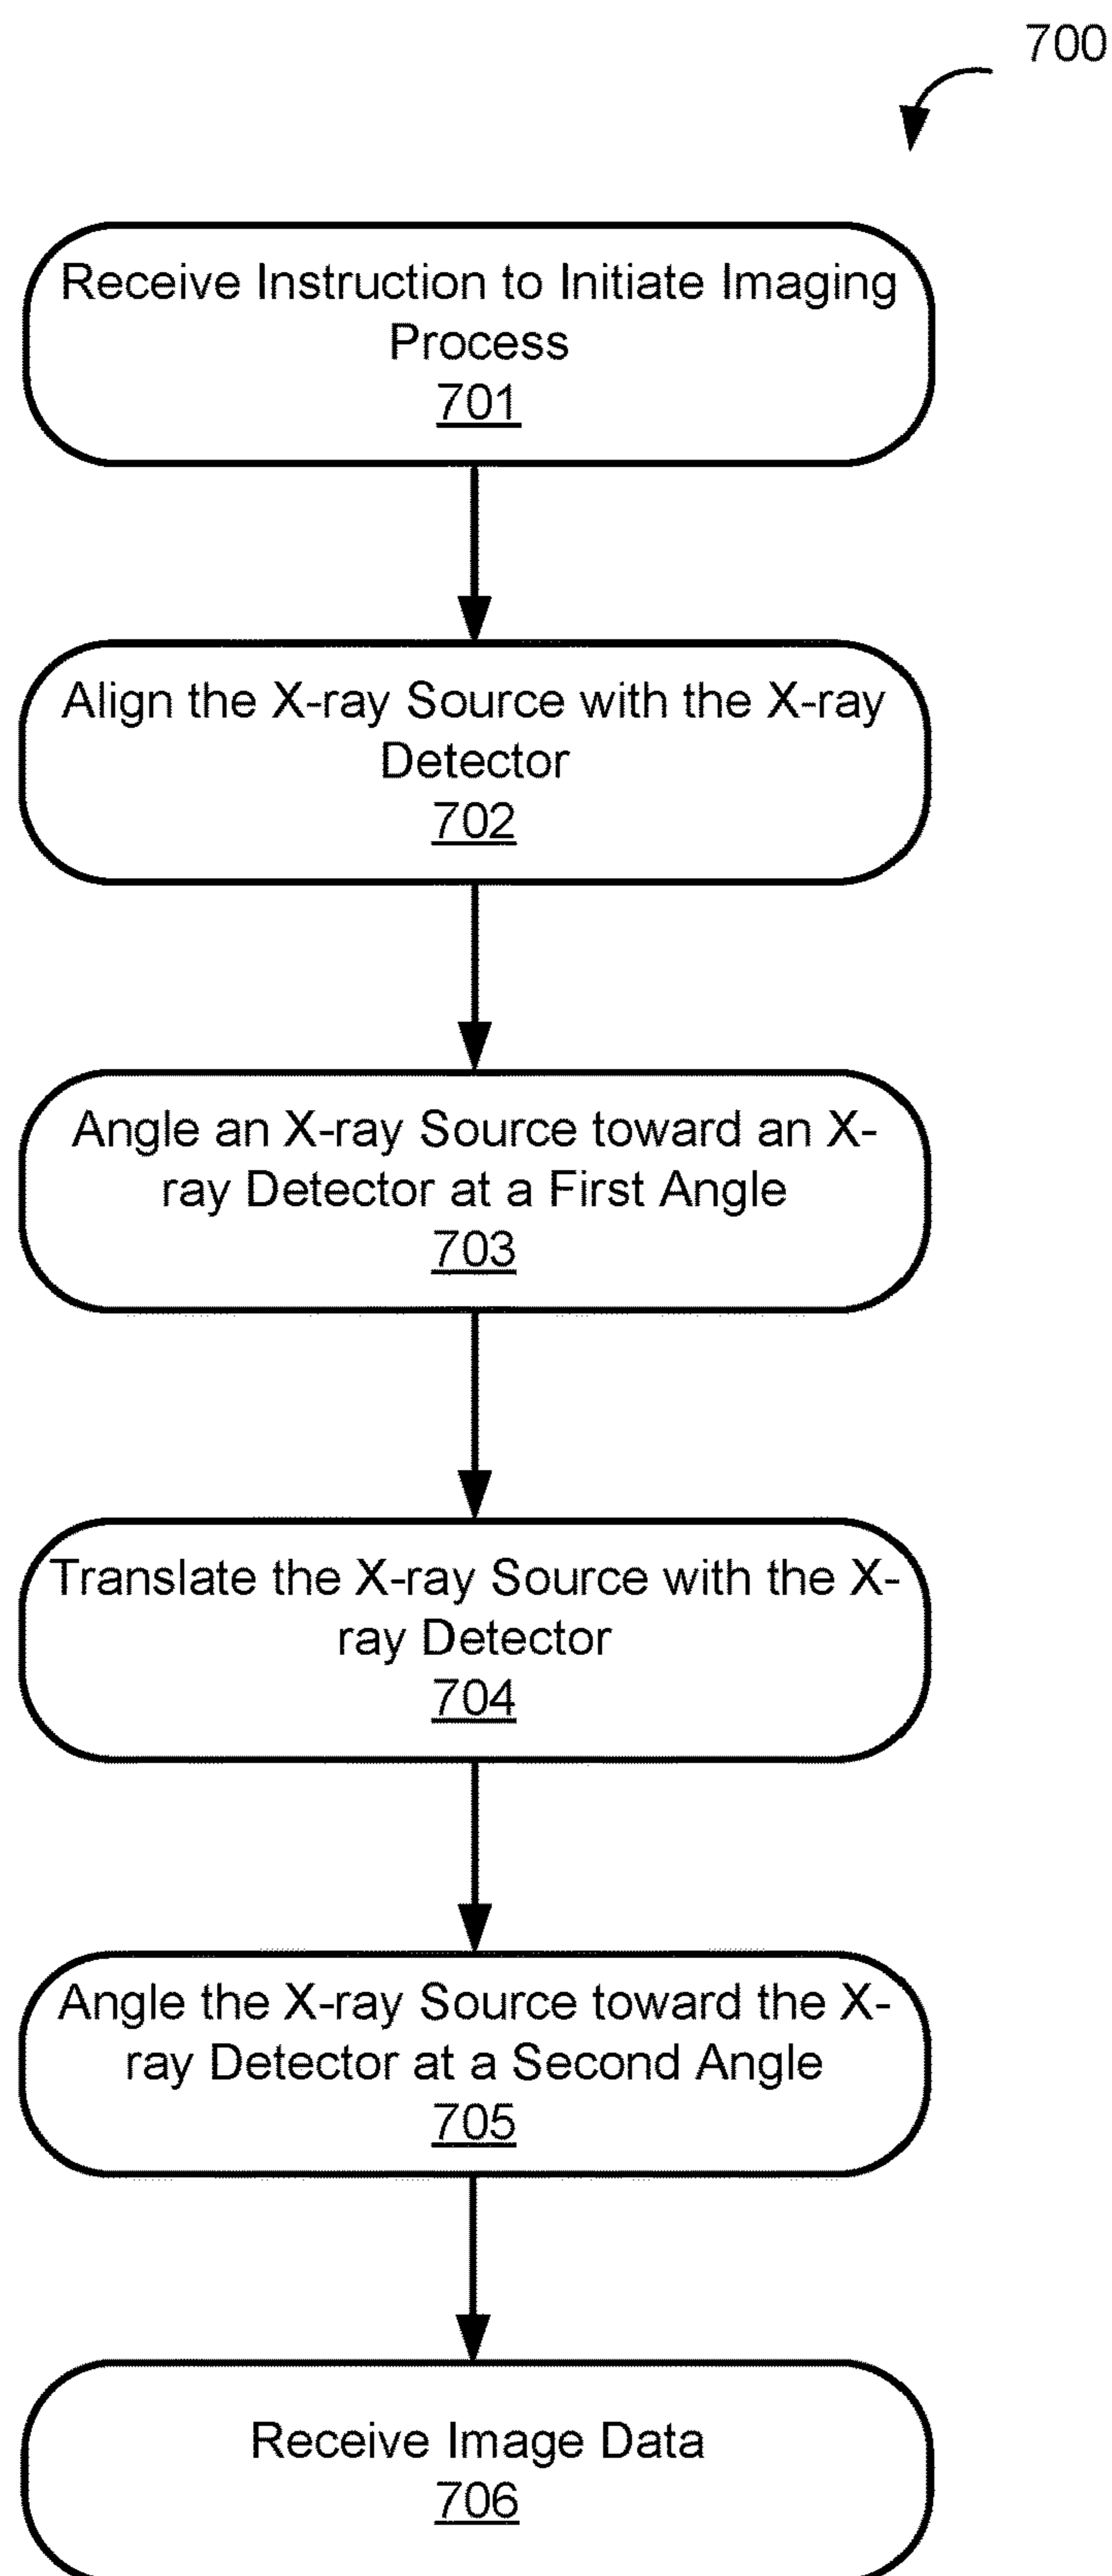 700
Receive Instruction to Initiate Imaging
Process
701
Align the X-ray Source with the X-ray
Detector
702
Angle an X-ray Source toward an X-
ray Detector at a First Angle
703
Translate the X-ray Source with the X-
ray Detector
704
Angle the X-ray Source toward the X-
ray Detector at a Second Angle
705
Receive Image Data
706